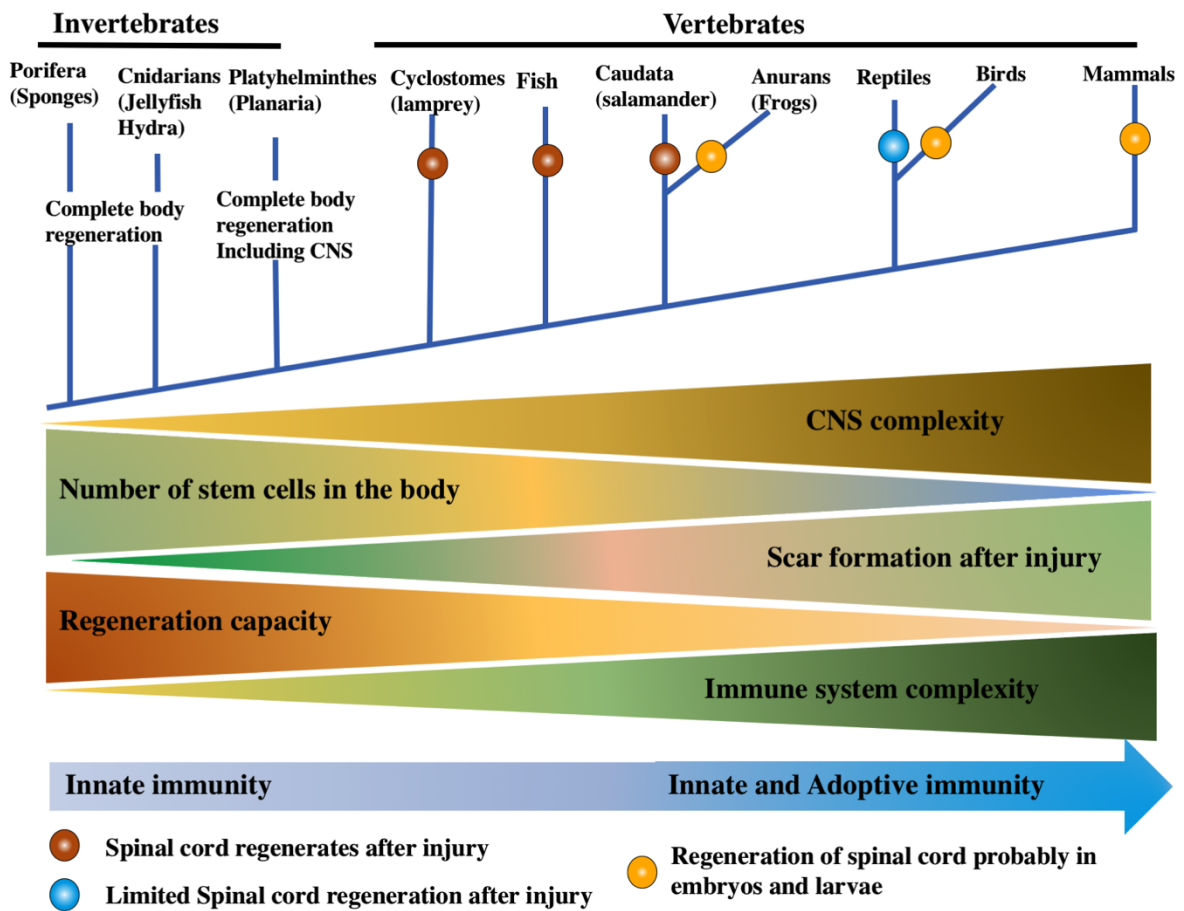 Invertebrates
Vertebrates
Porifera
(Sponges)
Cnidarians
(Jellyfish
Hydra)
Platyhelminthes
(Planaria)
Cyclostomes
(lamprey)
Fish
Caudata
(salamander)
Anurans
(Frogs)
Reptiles
Birds
Mammals
Complete body
regeneration
Complete body
regeneration
Including CNS
CNS complexity
Number of stem cells in the body
Scar formation after injury
Regeneration capacity
Immune system complexity
Innate immunity
Innate and Adoptive immunity
Spinal cord regenerates after injury
Limited Spinal cord regeneration after injury
Regeneration of spinal cord probably in
embryos and larvae